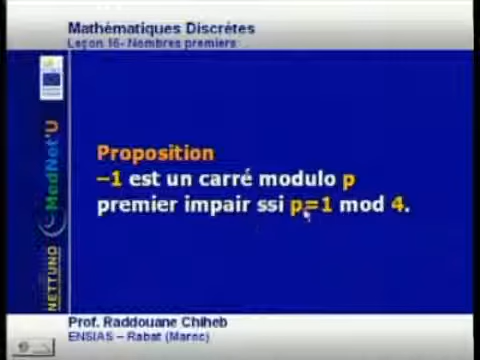 Mathématiques Discrétes
Leçon 16- Nombres premiers
Proposition
–1 est un carré modulo p
premier impair ssi p=1 mod 4.
NETTUNO MedNet'U
Prof. Raddouane Chiheb
ENSIAS – Rabat (Maroc)